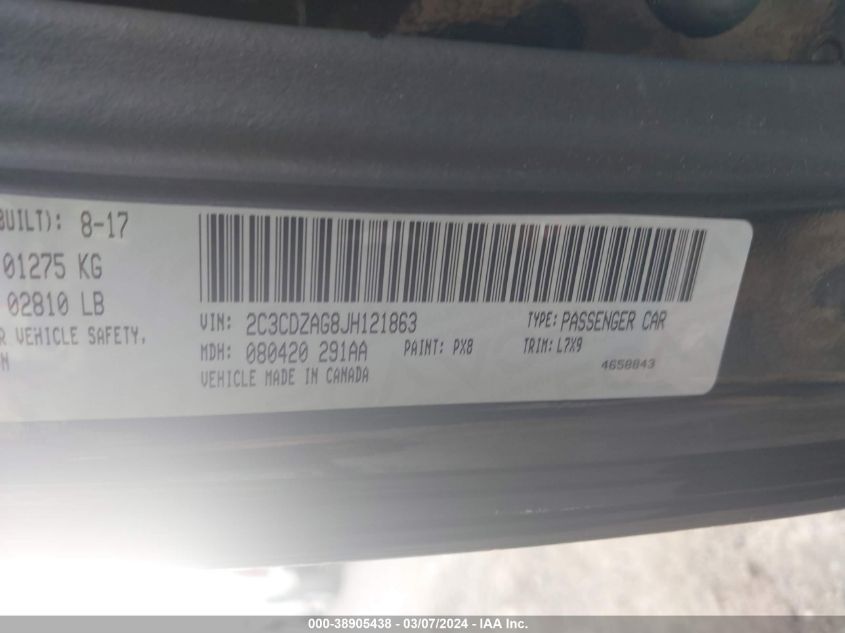 UILT): 8-17
01275 KG
02810 LB
R VEHICLE SAFETY,
N
VIN: 2C3CDZAG8JH121863 TYPE: PASSENGER CAR
MDH: 080420 291AA PAINT: PX8 TRIM: L7X9
VEHICLE MADE IN CANADA 4650843
000-38905438 - 03/07/2024 - IAA, Inc.